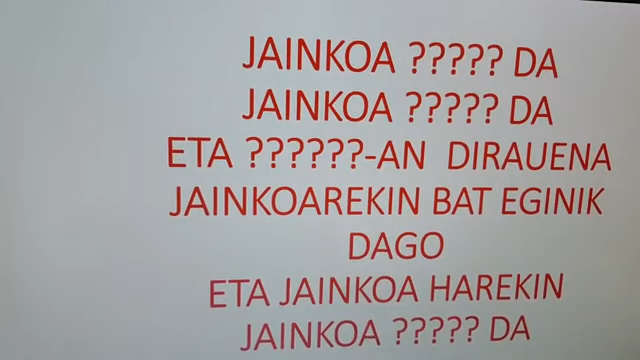 JAINKOA ????? DA
JAINKOA ????? DA
ETA ??????-AN DIRAUENA
JAINKOAREKIN BAT EGINIK
DAGO
ETA JAINKOA HAREKIN
JAINKOA ????? DA